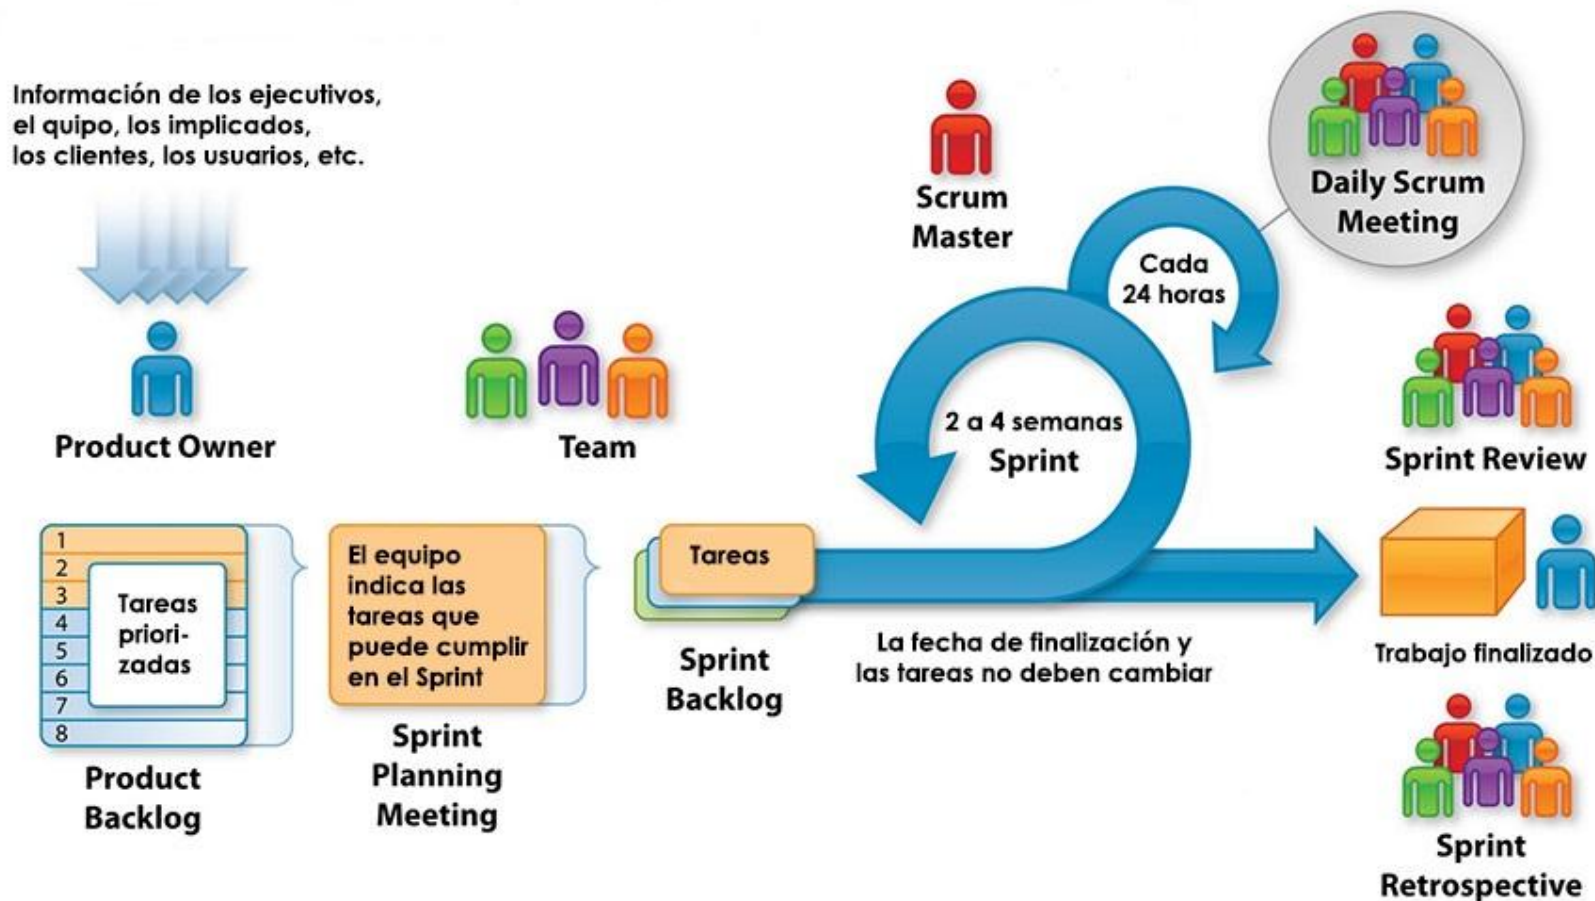 Información de los ejecutivos,
el quipo, los implicados,
los clientes, los usuarios, etc.
Product Owner
Team
Scrum
Master
Cada
24 horas
Daily Scrum
Meeting
2 a 4 semanas
Sprint
Sprint Review
1
2
3
4
5
6
7
8
Tareas
priori-
zadas
Product
Backlog
El equipo
indica las
tareas que
puede cumplir
en el Sprint
Sprint
Planning
Meeting
Tareas
Sprint
Backlog
La fecha de finalización y
las tareas no deben cambiar
Trabajo finalizado
Sprint
Retrospective